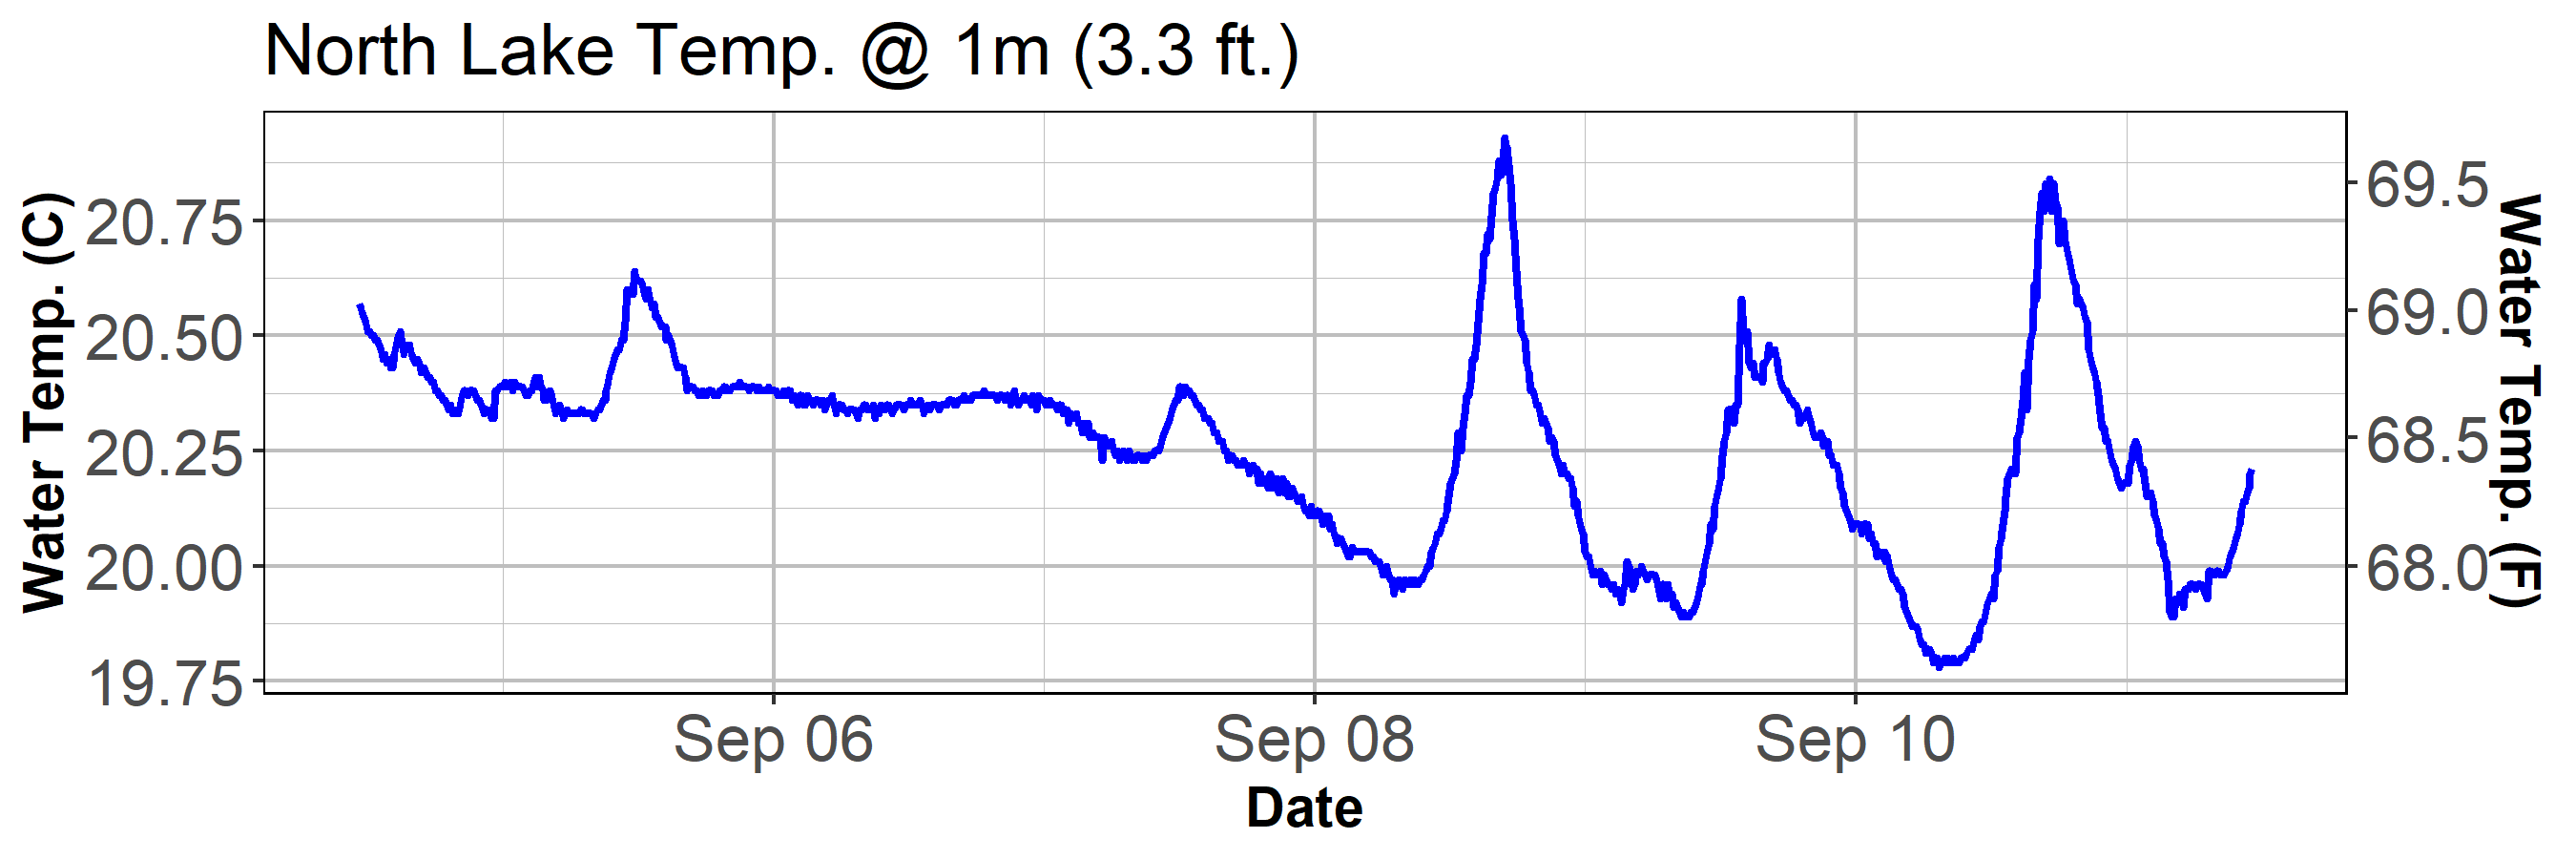 North Lake Temp. @ 1m (3.3 ft.)
Water Temp. (C)
20.75
20.50
20.25
20.00
19.75
69.5
69.0
68.5
68.0
Water Temp. (F)
Sep 06 Sep 08 Sep 10
Date